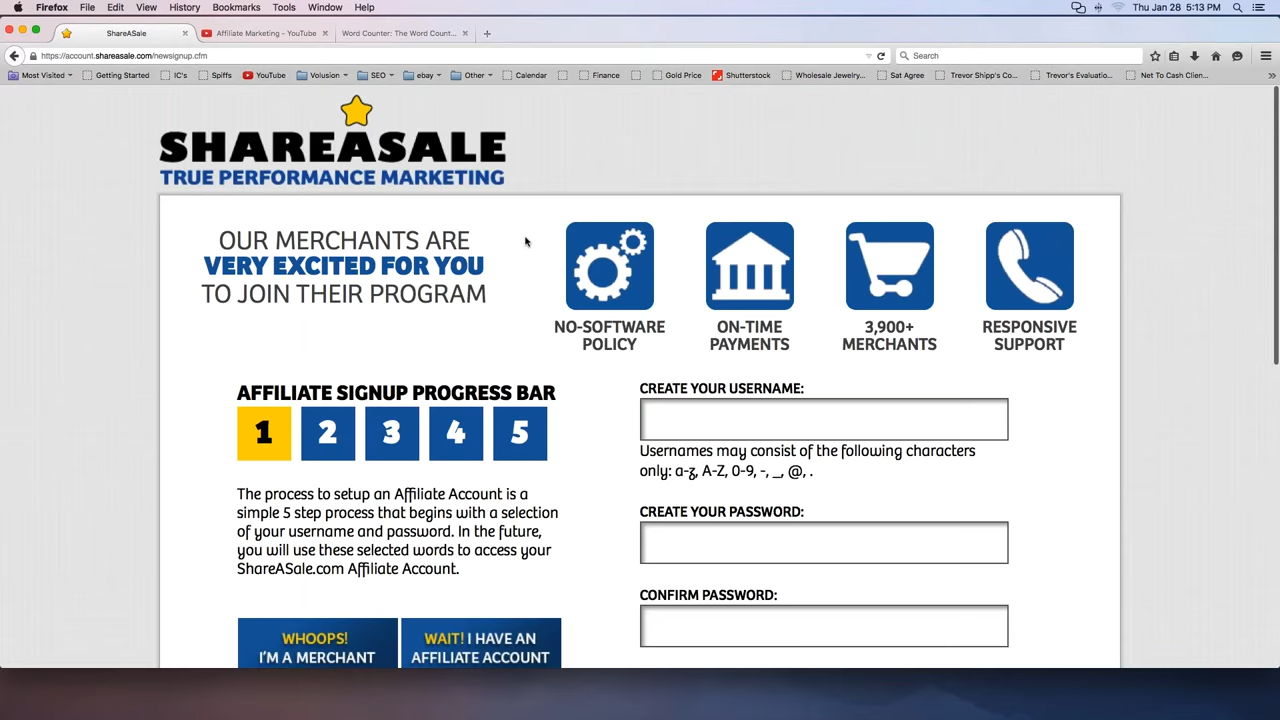 Firefox File Edit View History Bookmarks Tools Window Help Thu Jan 28 5:13 PM
ShareASale Affiliate Marketing - YouTube Word Counter: The Word Count...
https://account.shareasale.com/newsignup.cfm Search
Most Visited Getting Started IC's Spiffs YouTube Volusion SEO ebay Other Calendar Finance Gold Price Shutterstock Wholesale Jewelry... Sat Agree Trevor Shipp's Co... Trevor's Evaluatio... Net To Cash Clien...
SHAREASALE
TRUE PERFORMANCE MARKETING
OUR MERCHANTS ARE
VERY EXCITED FOR YOU
TO JOIN THEIR PROGRAM
NO-SOFTWARE
POLICY
ON-TIME
PAYMENTS
3,900+
MERCHANTS
RESPONSIVE
SUPPORT
AFFILIATE SIGNUP PROGRESS BAR
1 2 3 4 5
The process to setup an Affiliate Account is a
simple 5 step process that begins with a selection
of your username and password. In the future,
you will use these selected words to access your
ShareASale.com Affiliate Account.
WHOOPS!
I'M A MERCHANT
WAIT! I HAVE AN
AFFILIATE ACCOUNT
CREATE YOUR USERNAME:
Usernames may consist of the following characters
only: a-z, A-Z, 0-9, -, _, @, .
CREATE YOUR PASSWORD:
CONFIRM PASSWORD: